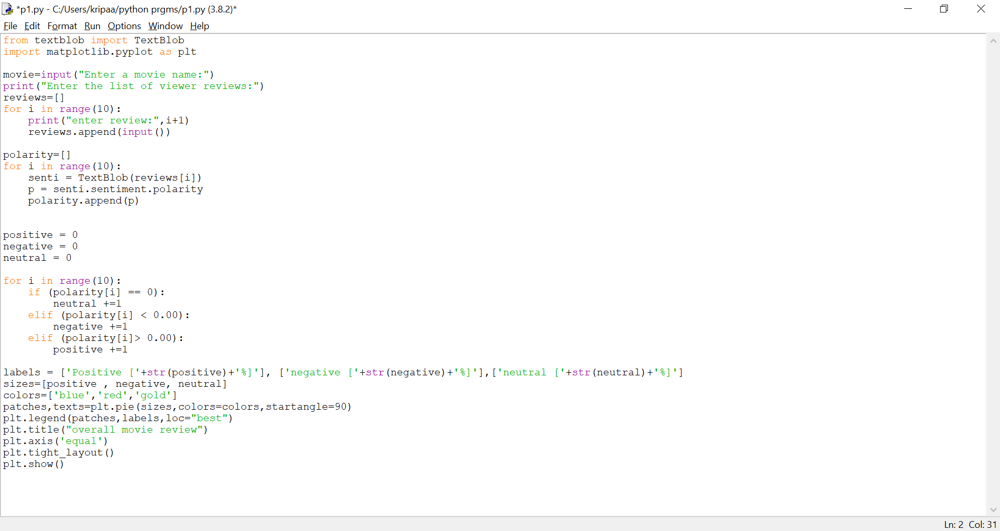 *p1.py - C:/Users/kripaa/python prgms/p1.py (3.8.2)*
File Edit Format Run Options Window Help
from textblob import TextBlob
import matplotlib.pyplot as plt
movie=input("Enter a movie name:")
print("Enter the list of viewer reviews:")
reviews=[]
for i in range(10):
    print("enter review:",i+1)
    reviews.append(input())
polarity=[]
for i in range(10):
    senti = TextBlob(reviews[i])
    p = senti.sentiment.polarity
    polarity.append(p)
positive = 0
negative = 0
neutral = 0
for i in range(10):
    if (polarity[i] == 0):
        neutral +=1
    elif (polarity[i] < 0.00):
        negative +=1
    elif (polarity[i]> 0.00):
        positive +=1
labels = ['Positive ['+str(positive)+'%]'], ['negative ['+str(negative)+'%]'],['neutral ['+str(neutral)+'%]']
sizes=[positive , negative, neutral]
colors=['blue','red','gold']
patches,texts=plt.pie(sizes,colors=colors,startangle=90)
plt.legend(patches,labels,loc="best")
plt.title("overall movie review")
plt.axis('equal')
plt.tight_layout()
plt.show()
Ln: 2 Col: 31